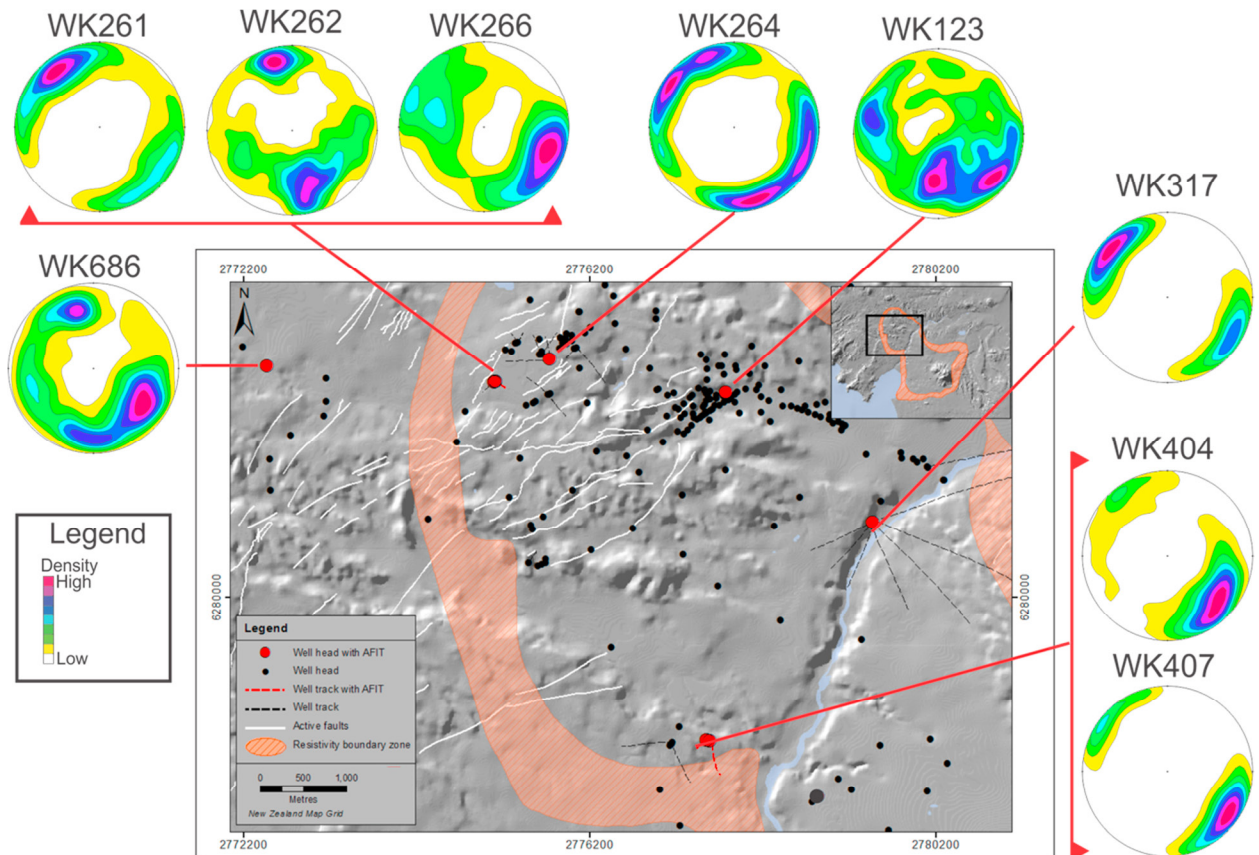 WK261
WK262
WK266
WK264
WK123
WK317
WK686
WK404
WK407
2772200
2776200
2780200
N
6280000
6280000
Legend
Density
High
Low
Legend
Well head with AFIT
Well head
Well track with AFIT
Well track
Active faults
Resistivity boundary zone
0 500 1,000
Metres
New Zealand Map Grid
2772200
2776200
2780200